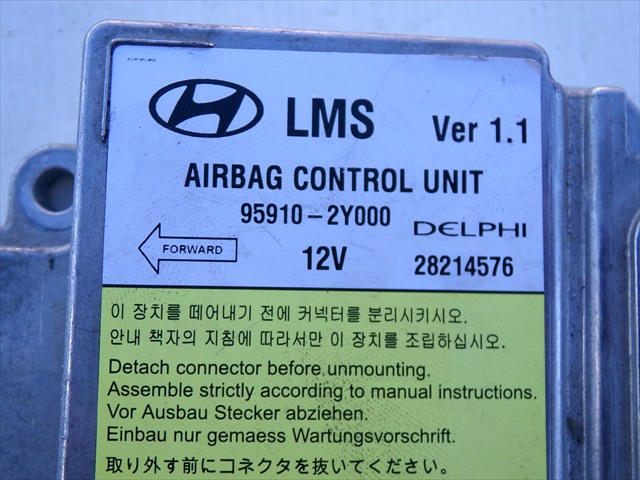 LMS Ver 1.1
AIRBAG CONTROL UNIT
95910-2Y000 DELPHI
FORWARD 12V 28214576
이 장치를 떼어내기 전에 커넥터를 분리시키시오.
안내 책자의 지침에 따라서만 이 장치를 조립하십시오.
Detach connector before unmounting.
Assemble strictly according to manual instructions.
Vor Ausbau Stecker abziehen.
Einbau nur gemaess Wartungsvorschrift.
取り外す前にコネクタを抜いてください。